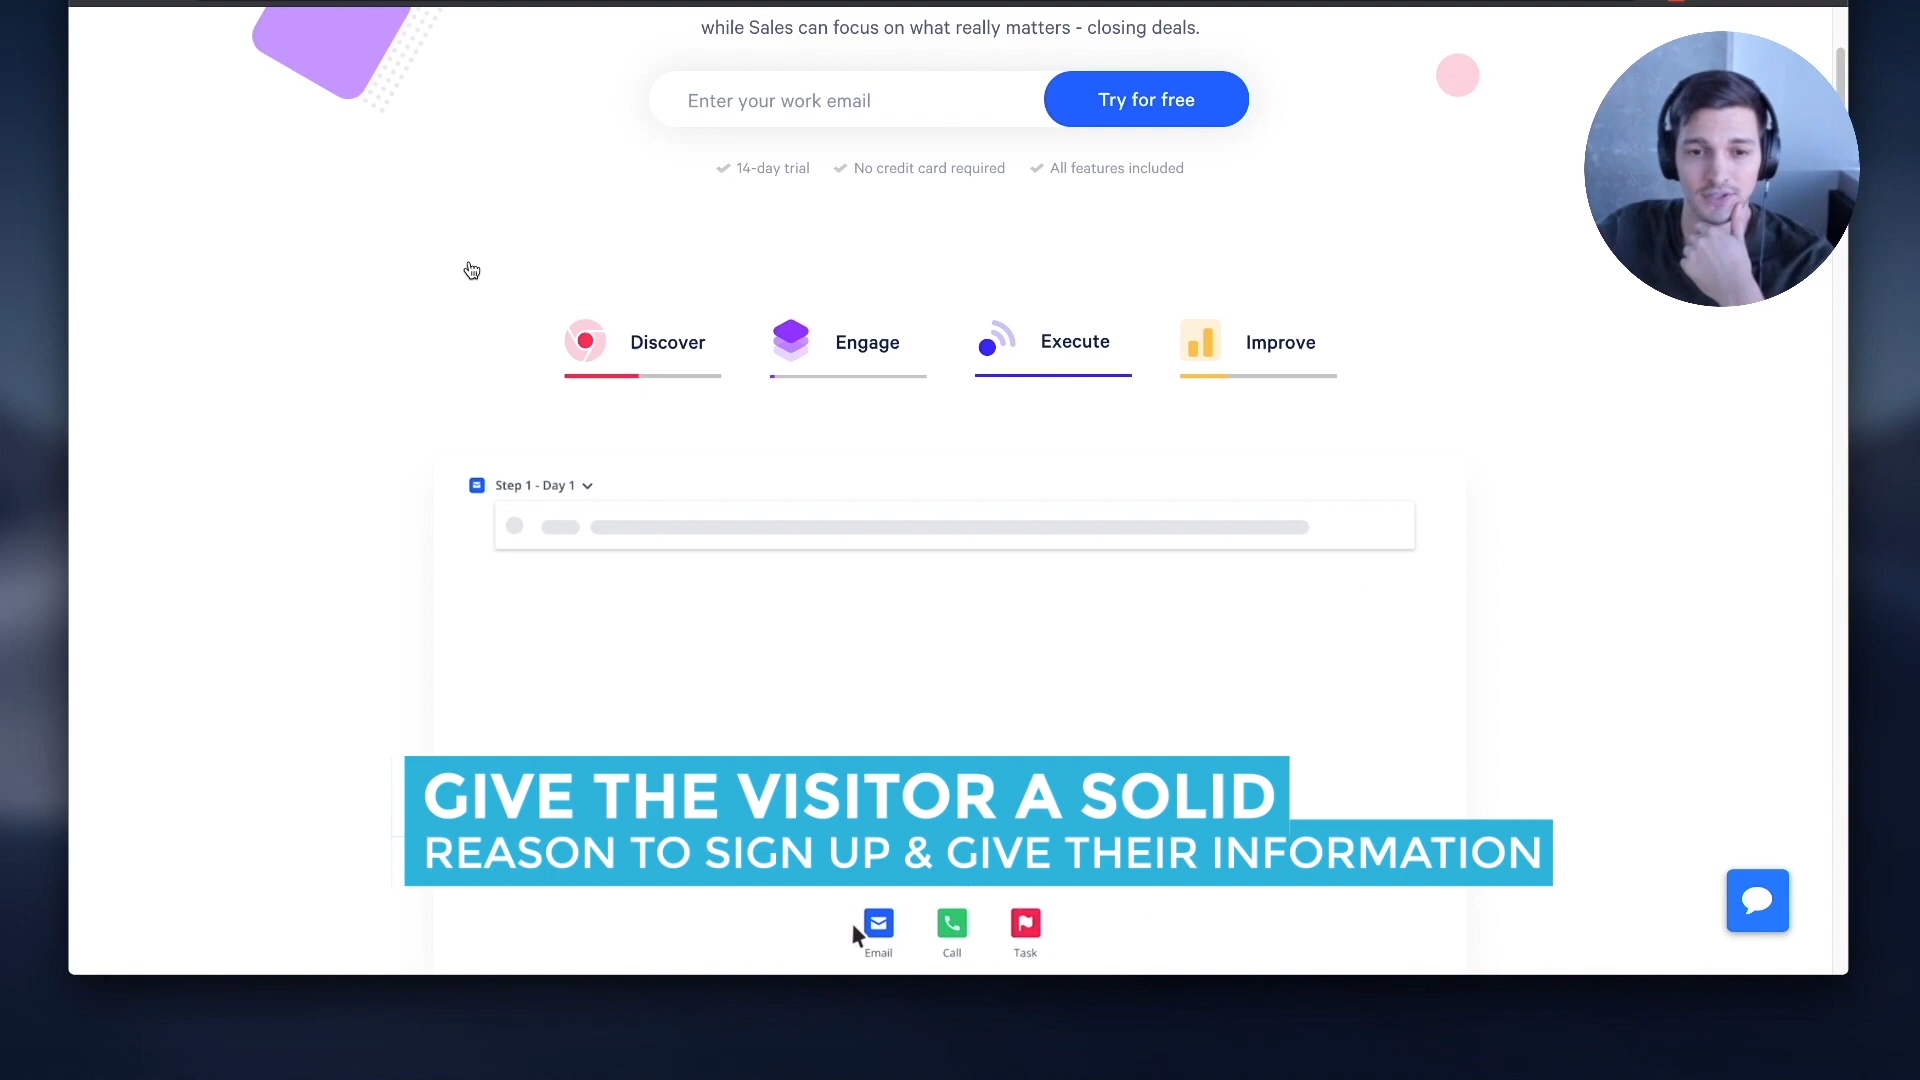 while Sales can focus on what really matters - closing deals.
Enter your work email
Try for free
14-day trial
No credit card required
All features included
Discover
Engage
Execute
Improve
Step 1 - Day 1
GIVE THE VISITOR A SOLID
REASON TO SIGN UP & GIVE THEIR INFORMATION
Email
Call
Task